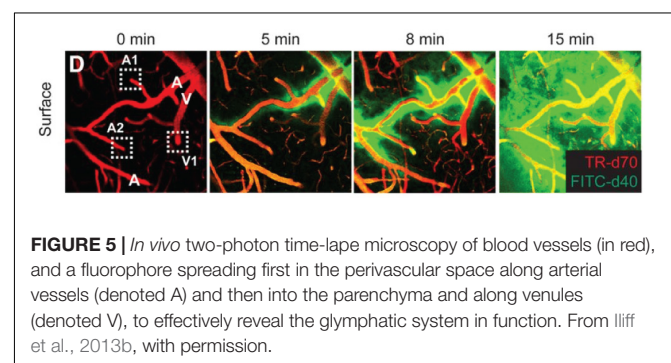 0 min 5 min 8 min 15 min
D
A1
A
V
Surface
A2
V1
A
TR-d70
FITC-d40
FIGURE 5 | In vivo two-photon time-lape microscopy of blood vessels (in red),
and a fluorophore spreading first in the perivascular space along arterial
vessels (denoted A) and then into the parenchyma and along venules
(denoted V), to effectively reveal the glymphatic system in function. From Iliff
et al., 2013b, with permission.